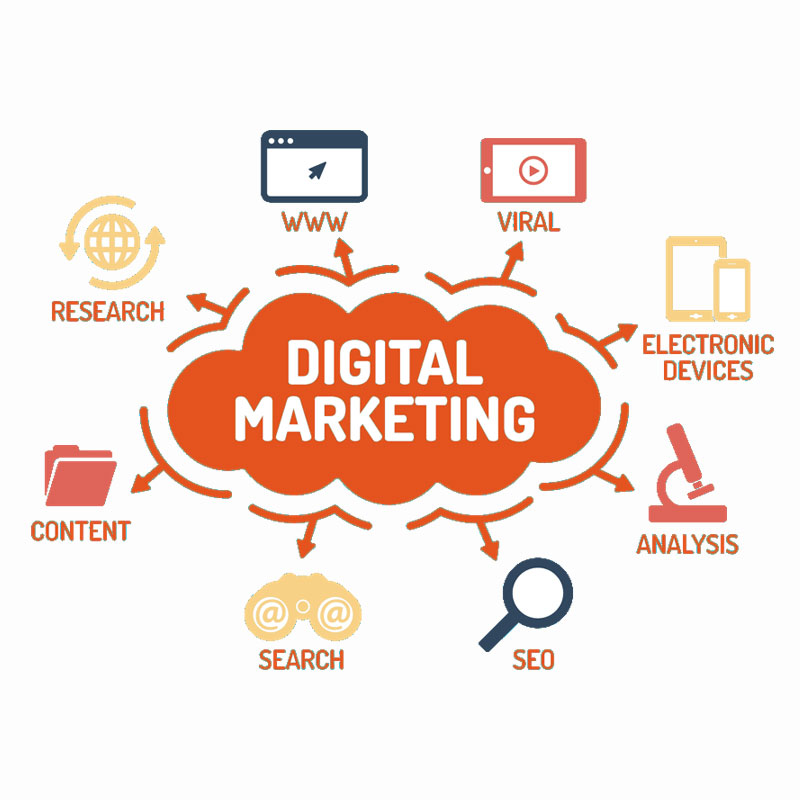 WWW
VIRAL
RESEARCH
ELECTRONIC
DEVICES
DIGITAL
MARKETING
CONTENT
ANALYSIS
@ @
SEARCH
SEO